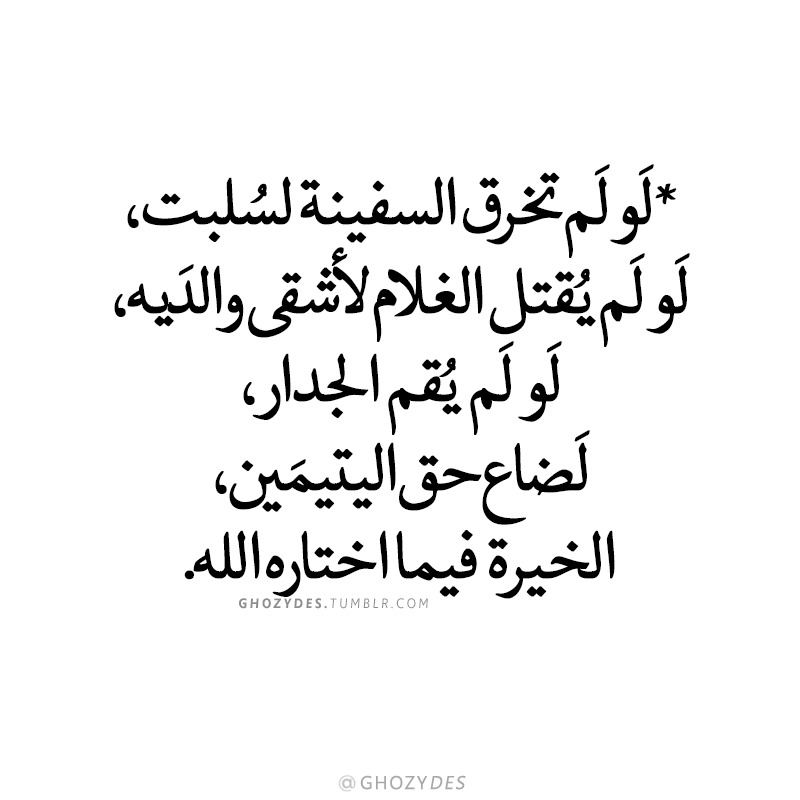 *لَو لَم تخرق السفينة لسُلبت،
لَو لَم يُقتل الغلام لأشقى والدَيه،
لَو لَم يُقم الجدار،
لَضاع حق اليتيمَين،
الخيرة فيما اختاره الله.
GHOZYDES.TUMBLR.COM
@GHOZYDES